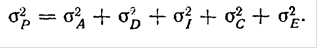 σ²_P = σ²_A + σ²_D + σ²_I + σ²_C + σ²_E.